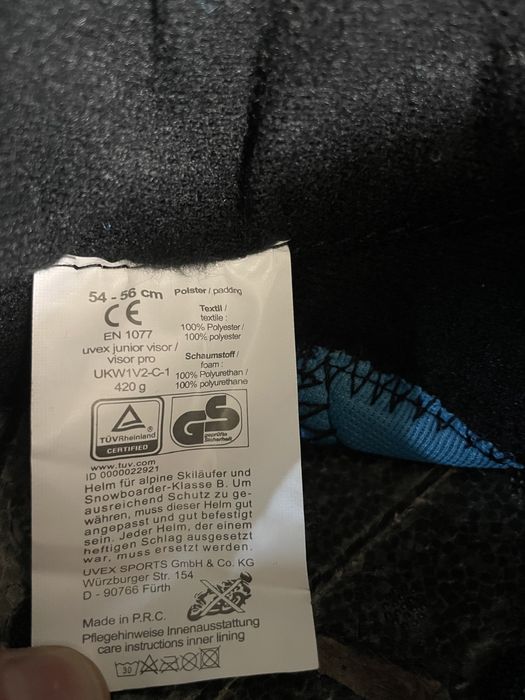 54 - 56 cm
CE
EN 1077
uvex junior visor /
visor pro
UKW1V2-C-1
420 g
Polster / padding
Textil /
textile :
100% Polyester /
100% polyester
Schaumstoff /
foam :
100% Polyurethan /
100% polyurethane
TÜVRheinland
CERTIFIED
GS
geprüfte
Sicherheit
www.tuv.com
ID 0000022921
Helm für alpine Skiläufer und
Snowboarder-Klasse B. Um
ausreichend Schutz zu ge-
währen, muss dieser Helm gut
angepasst und gut befestigt
sein. Jeder Helm, der einem
heftigen Schlag ausgesetzt
war, muss ersetzt werden.
UVEX SPORTS GmbH & Co. KG
Würzburger Str. 154
D - 90766 Fürth
Made in P.R.C.
Pflegehinweise Innenausstattung
care instructions inner lining
30